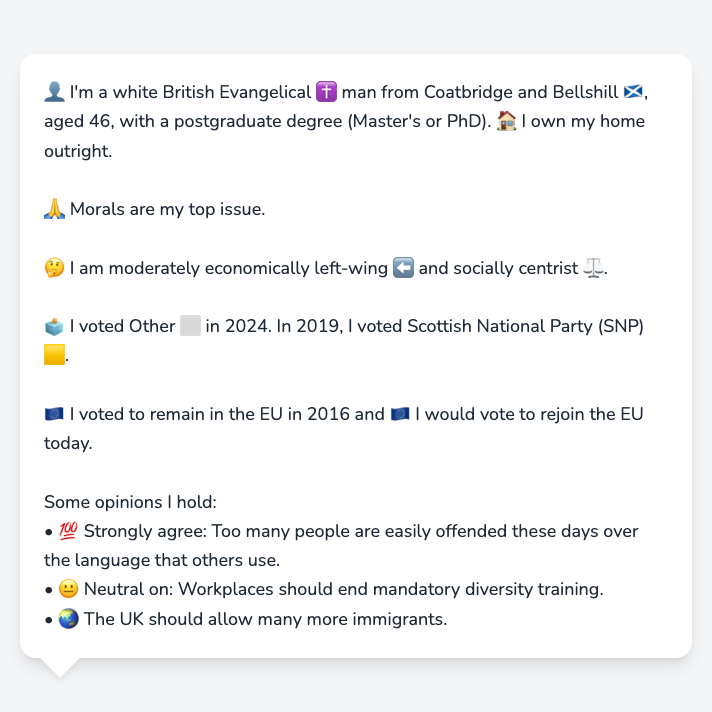 👤 I'm a white British Evangelical ✝️ man from Coatbridge and Bellshill 🏴󠁧󠁢󠁳󠁣󠁴󠁿,
aged 46, with a postgraduate degree (Master's or PhD). 🏠 I own my home
outright.
🙏 Morals are my top issue.
🤔 I am moderately economically left-wing ⬅️ and socially centrist ⚖️.
🗳️ I voted Other ⬜ in 2024. In 2019, I voted Scottish National Party (SNP)
🟨.
🇪🇺 I voted to remain in the EU in 2016 and 🇪🇺 I would vote to rejoin the EU
today.
Some opinions I hold:
• 💯 Strongly agree: Too many people are easily offended these days over
the language that others use.
• 😐 Neutral on: Workplaces should end mandatory diversity training.
• 🌏 The UK should allow many more immigrants.